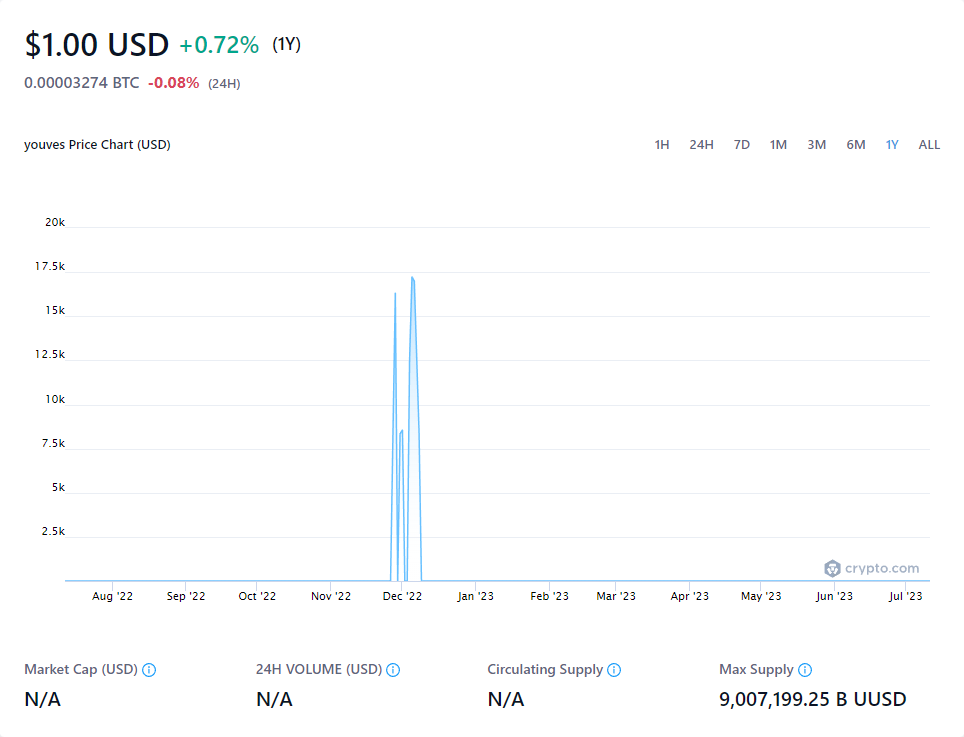 $1.00 USD +0.72% (1Y)
0.00003274 BTC -0.08% (24H)
youves Price Chart (USD) 1H 24H 7D 1M 3M 6M 1Y ALL
20k
17.5k
15k
12.5k
10k
7.5k
5k
2.5k
crypto.com
Aug '22 Sep '22 Oct '22 Nov '22 Dec '22 Jan '23 Feb '23 Mar '23 Apr '23 May '23 Jun '23 Jul '23
Market Cap (USD) 24H VOLUME (USD) Circulating Supply Max Supply
N/A N/A N/A 9,007,199.25 B UUSD